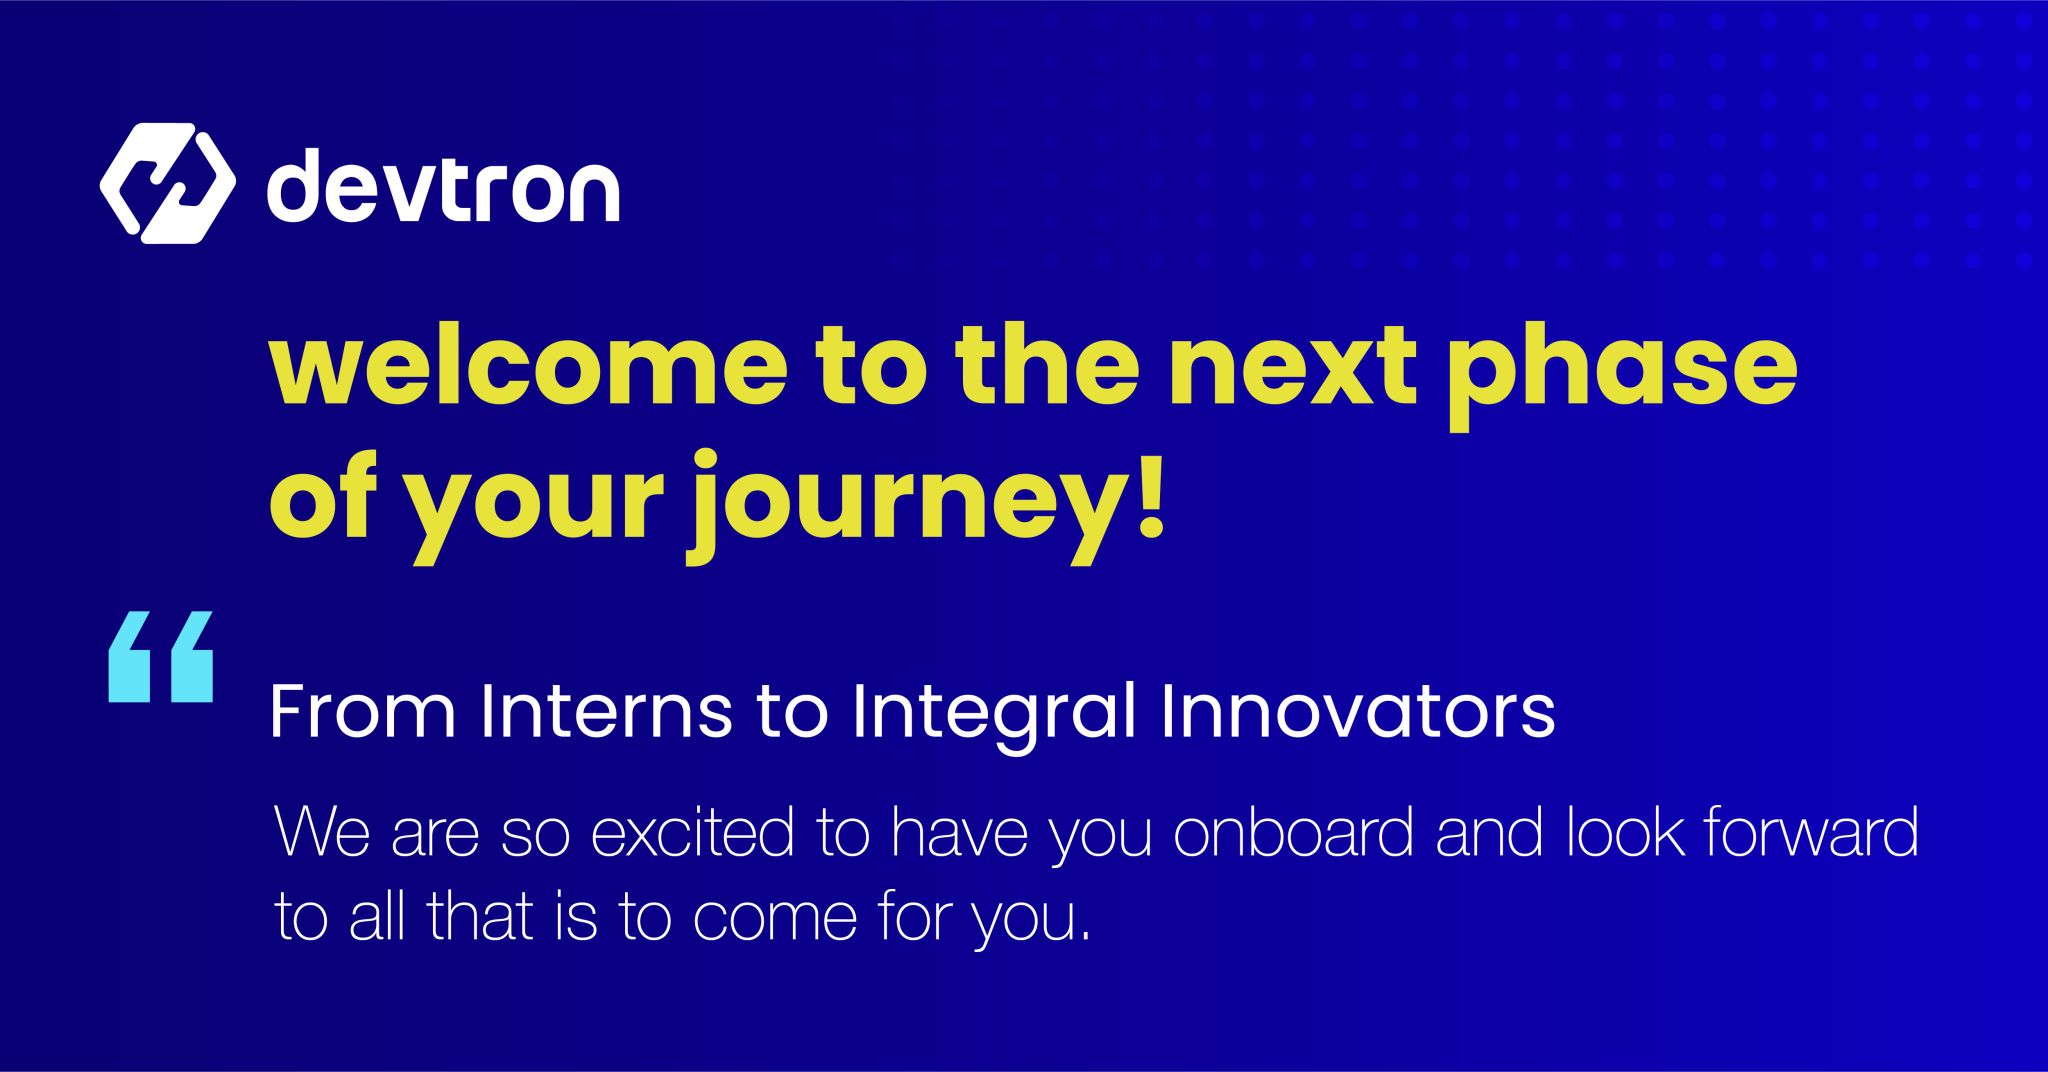 devtron
welcome to the next phase
of your journey!
“
From Interns to Integral Innovators
We are so excited to have you onboard and look forward
to all that is to come for you.